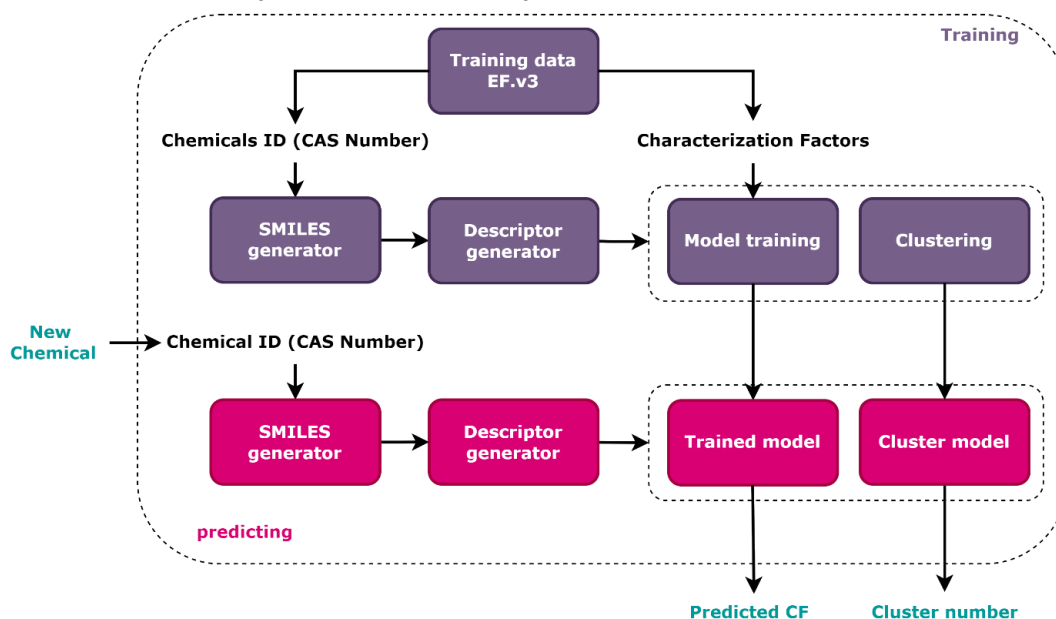 Training
Training data
EF.v3
Chemicals ID (CAS Number)
Characterization Factors
SMILES
generator
Descriptor
generator
Model training
Clustering
New
Chemical
Chemical ID (CAS Number)
SMILES
generator
Descriptor
generator
Trained model
Cluster model
predicting
Predicted CF
Cluster number